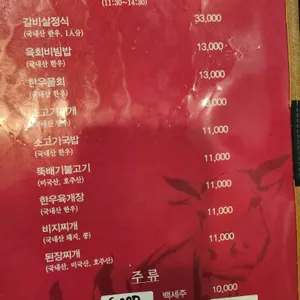 (11:30~14:30)
갈비살정식 33,000
(국내산 한우, 1人分)
육회비빔밥 13,000
(국내산 한우)
한우물회 13,000
(국내산 한우)
11,000
소고기국밥 11,000
(국내산 한우)
뚝배기불고기 11,000
(미국산, 호주산)
한우육개장 11,000
(국내산 한우)
비지찌개 11,000
(국내산 돼지, 콩)
된장찌개 11,000
(국내산, 미국산, 호주산)
주류
백세주 10,000